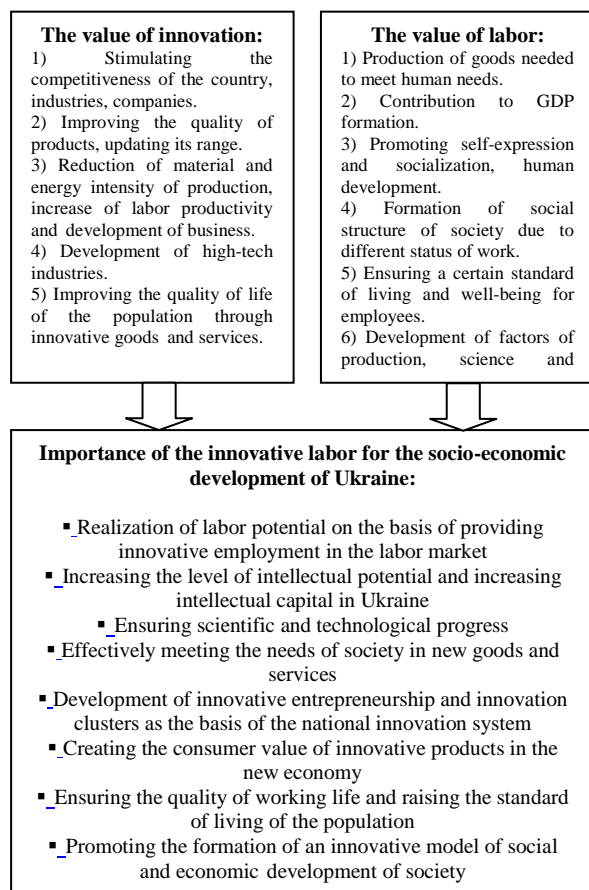 The value of innovation:
1) Stimulating the
competitiveness of the country,
industries, companies.
2) Improving the quality of
products, updating its range.
3) Reduction of material and
energy intensity of production,
increase of labor productivity
and development of business.
4) Development of high-tech
industries.
5) Improving the quality of life
of the population through
innovative goods and services.
The value of labor:
1) Production of goods needed
to meet human needs.
2) Contribution to GDP
formation.
3) Promoting self-expression
and socialization, human
development.
4) Formation of social
structure of society due to
different status of work.
5) Ensuring a certain standard
of living and well-being for
employees.
6) Development of factors of
production, science and
Importance of the innovative labor for the socio-economic
development of Ukraine:
▪ Realization of labor potential on the basis of providing
innovative employment in the labor market
▪ Increasing the level of intellectual potential and increasing
intellectual capital in Ukraine
▪ Ensuring scientific and technological progress
▪ Effectively meeting the needs of society in new goods and
services
▪ Development of innovative entrepreneurship and innovation
clusters as the basis of the national innovation system
▪ Creating the consumer value of innovative products in the
new economy
▪ Ensuring the quality of working life and raising the standard
of living of the population
▪ Promoting the formation of an innovative model of social
and economic development of society